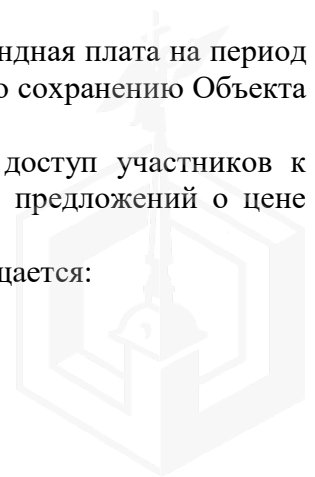 ндная плата на период
о сохранению Объекта
доступ участников к
предложений о цене
щается: